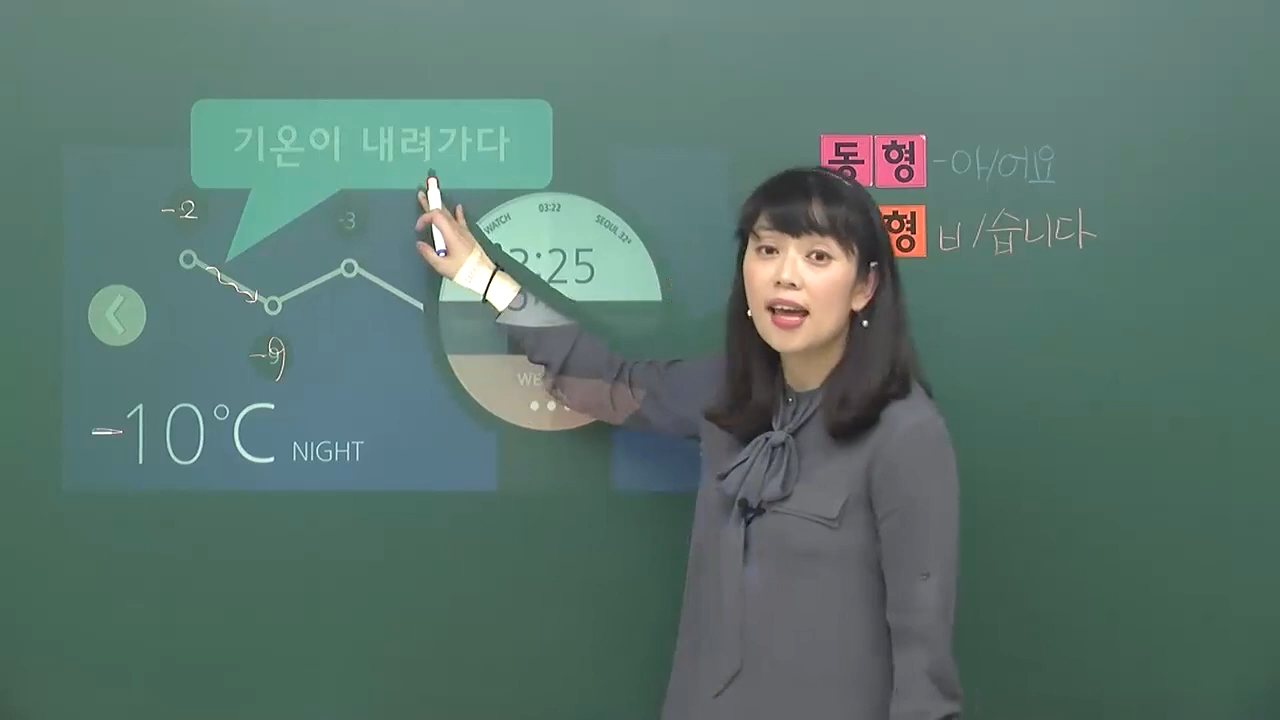 기온이 내려가다
-2
-3
-9
-10°C NIGHT
WATCH 03:22 SEOUL 32°
:25
WE
동 형 -아/어요
형 ㅂ/습니다